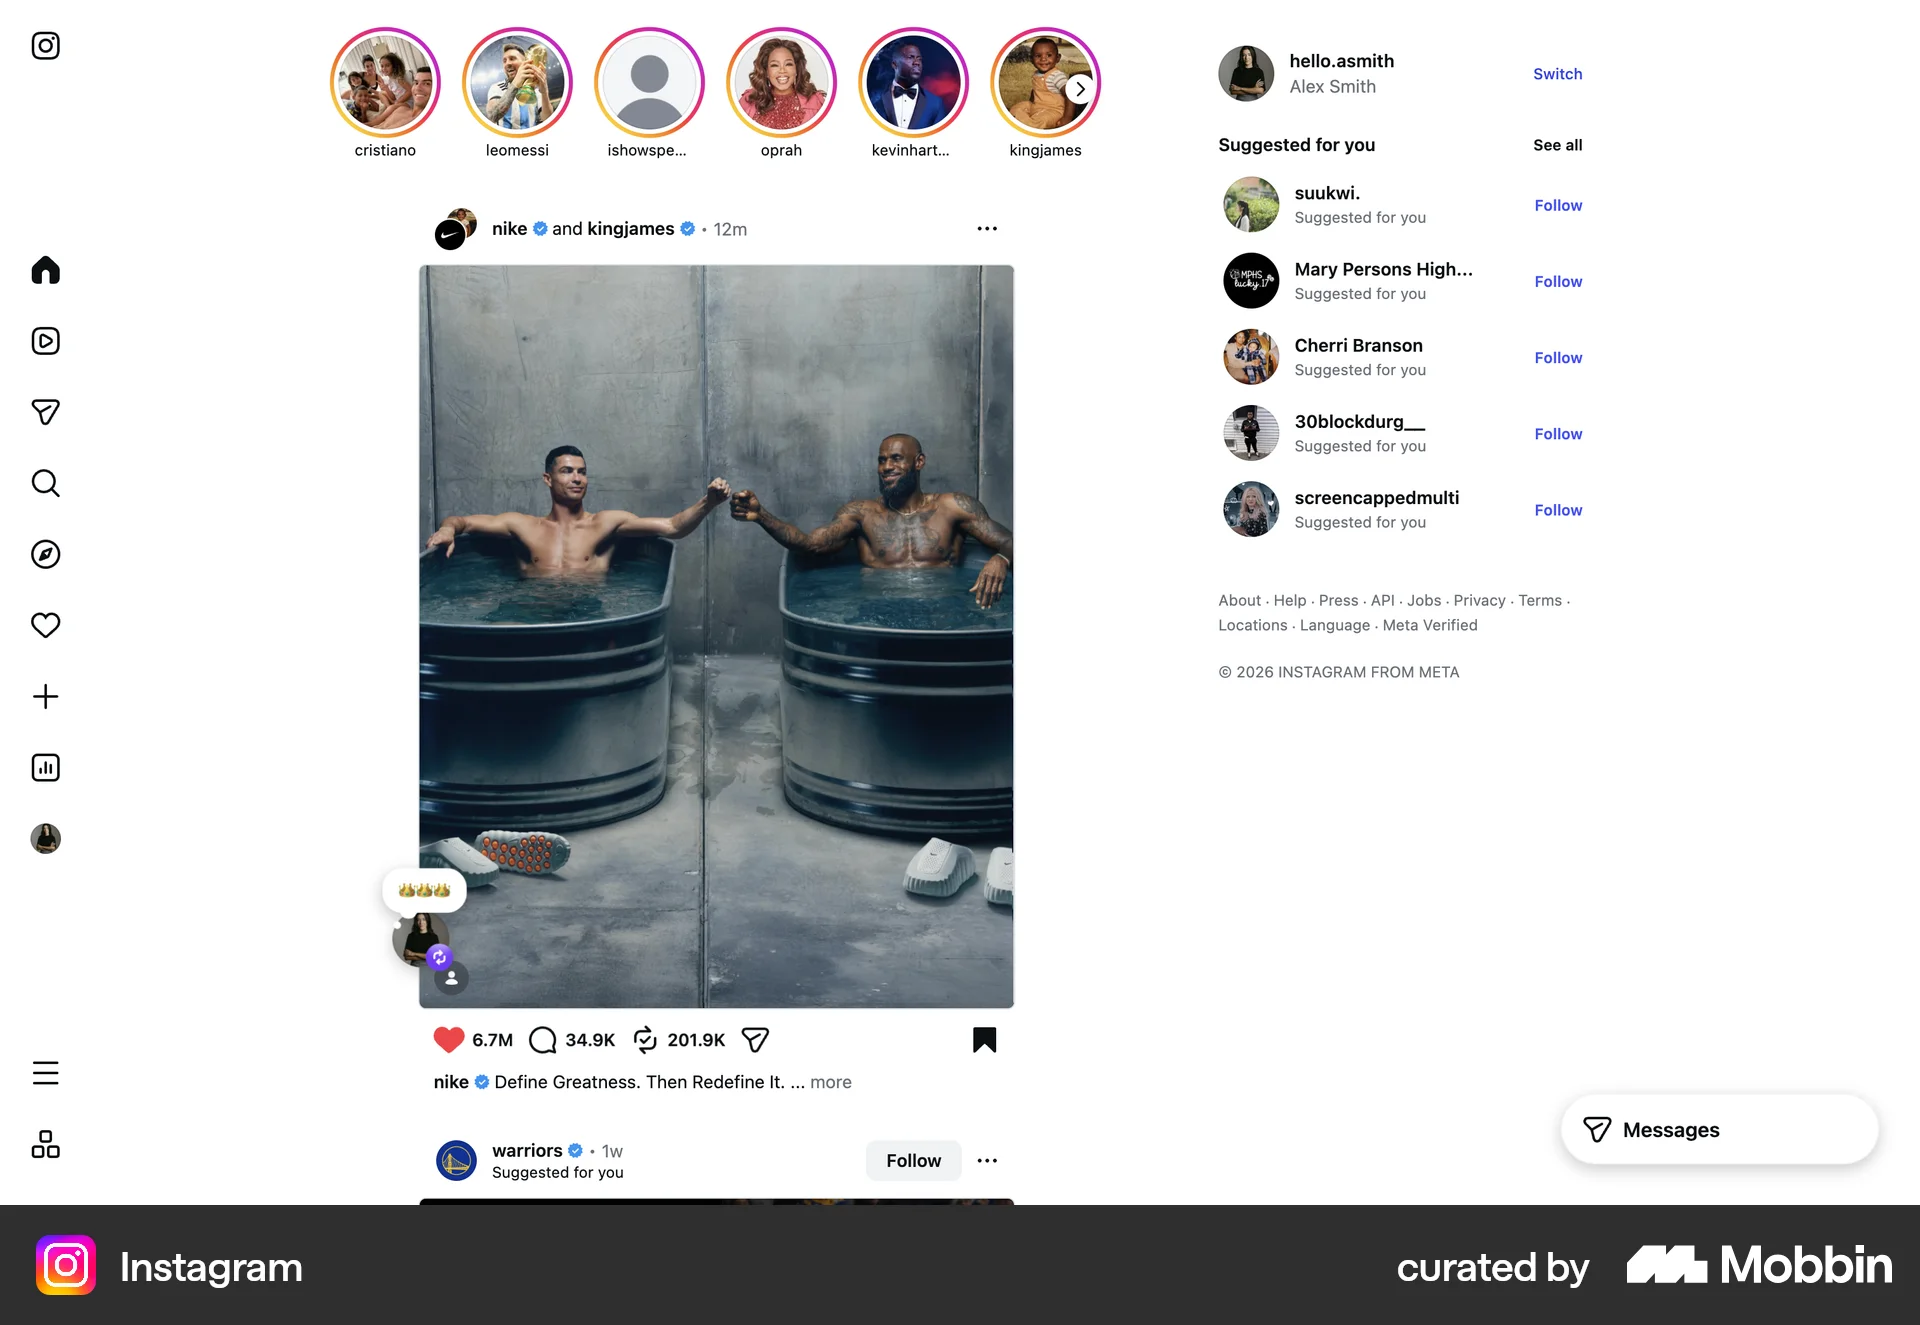 cristiano
leomessi
ishowspe...
oprah
kevinhart...
kingjames
nike and kingjames • 12m
6.7M 34.9K 201.9K
nike Define Greatness. Then Redefine It. ... more
warriors • 1w
Suggested for you
Follow
hello.asmith
Alex Smith
Switch
Suggested for you
See all
suukwi.
Suggested for you
Follow
MPHS
lucky.17
Mary Persons High...
Suggested for you
Follow
Cherri Branson
Suggested for you
Follow
30blockdurg__
Suggested for you
Follow
screencappedmulti
Suggested for you
Follow
About · Help · Press · API · Jobs · Privacy · Terms ·
Locations · Language · Meta Verified
© 2026 INSTAGRAM FROM META
Messages
Instagram
curated by Mobbin